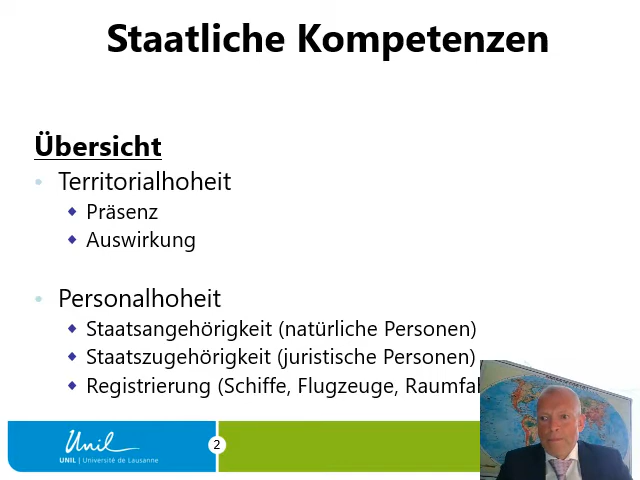 Staatliche Kompetenzen
Übersicht
Territorialhoheit
Präsenz
Auswirkung
Personalhoheit
Staatsangehörigkeit (natürliche Personen)
Staatszugehörigkeit (juristische Personen)
Registrierung (Schiffe, Flugzeuge,
Unil
UNIL | Université de Lausanne
2